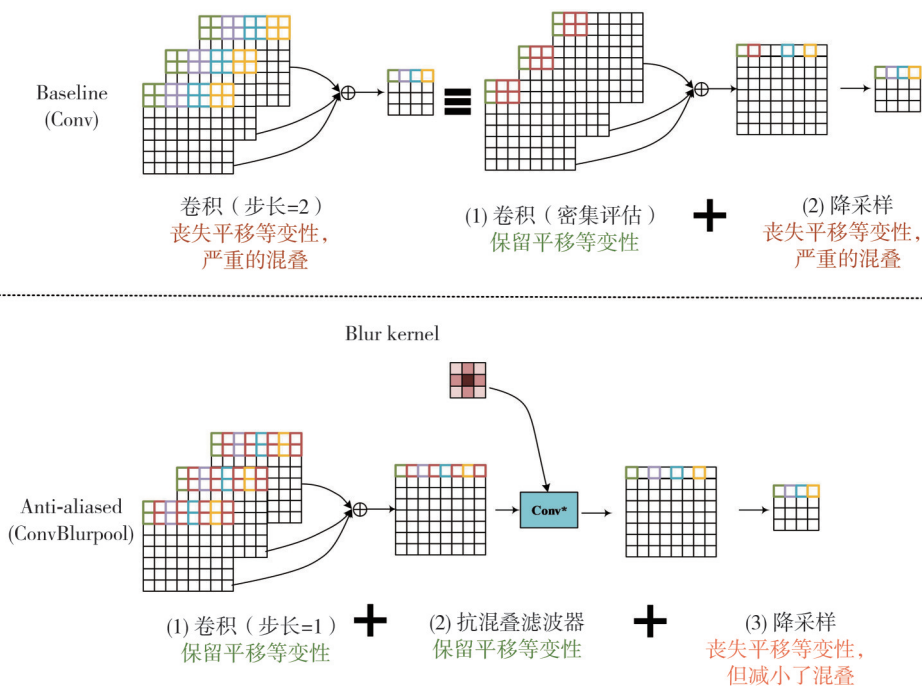 Baseline
(Conv)
卷积（步长=2）
丧失平移等变性，
严重的混叠
(1) 卷积（密集评估）
保留平移等变性
(2) 降采样
丧失平移等变性，
严重的混叠
Blur kernel
Anti-aliased
(ConvBlurpool)
Conv*
(1) 卷积（步长=1）
保留平移等变性
(2) 抗混叠滤波器
保留平移等变性
(3) 降采样
丧失平移等变性，
但减小了混叠